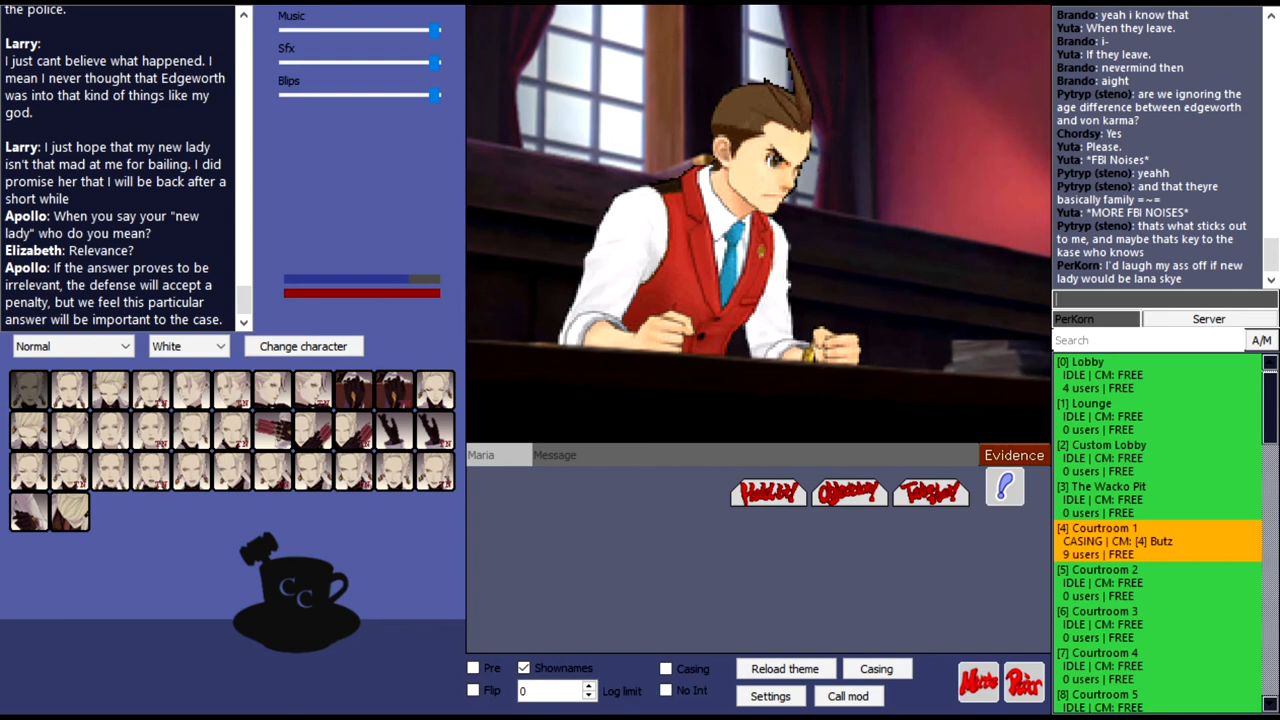 the police.
Larry:
I just cant believe what happened. I
mean I never thought that Edgeworth
was into that kind of things like my
god.
Larry: I just hope that my new lady
isn't that mad at me for bailing. I did
promise her that I will be back after a
short while
Apollo: When you say your "new
lady" who do you mean?
Elizabeth: Relevance?
Apollo: If the answer proves to be
irrelevant, the defense will accept a
penalty, but we feel this particular
answer will be important to the case.
Music
Sfx
Blips
Normal
White
Change character
CC
Maria
Message
Evidence
Hold it!
Objection!
Take that!
Pre
Shownames
Casing
Reload theme
Casing
Flip
0
Log limit
No Int
Settings
Call mod
Mute
Pair
Brando: yeah i know that
Yuta: When they leave.
Brando: i-
Yuta: If they leave.
Brando: nevermind then
Brando: aight
Pytryp (steno): are we ignoring the
age difference between edgeworth
and von karma?
Chordsy: Yes
Yuta: Please.
Yuta: *FBI Noises*
Pytryp (steno): yeahh
Pytryp (steno): and that theyre
basically family =~=
Yuta: *MORE FBI NOISES*
Pytryp (steno): thats what sticks out
to me, and maybe thats key to the
kase who knows
PerKorn: I'd laugh my ass off if new
lady would be lana skye
PerKorn
Server
Search
A/M
[0] Lobby
IDLE | CM: FREE
4 users | FREE
[1] Lounge
IDLE | CM: FREE
0 users | FREE
[2] Custom Lobby
IDLE | CM: FREE
0 users | FREE
[3] The Wacko Pit
IDLE | CM: FREE
0 users | FREE
[4] Courtroom 1
CASING | CM: [4] Butz
9 users | FREE
[5] Courtroom 2
IDLE | CM: FREE
0 users | FREE
[6] Courtroom 3
IDLE | CM: FREE
0 users | FREE
[7] Courtroom 4
IDLE | CM: FREE
0 users | FREE
[8] Courtroom 5
IDLE | CM: FREE